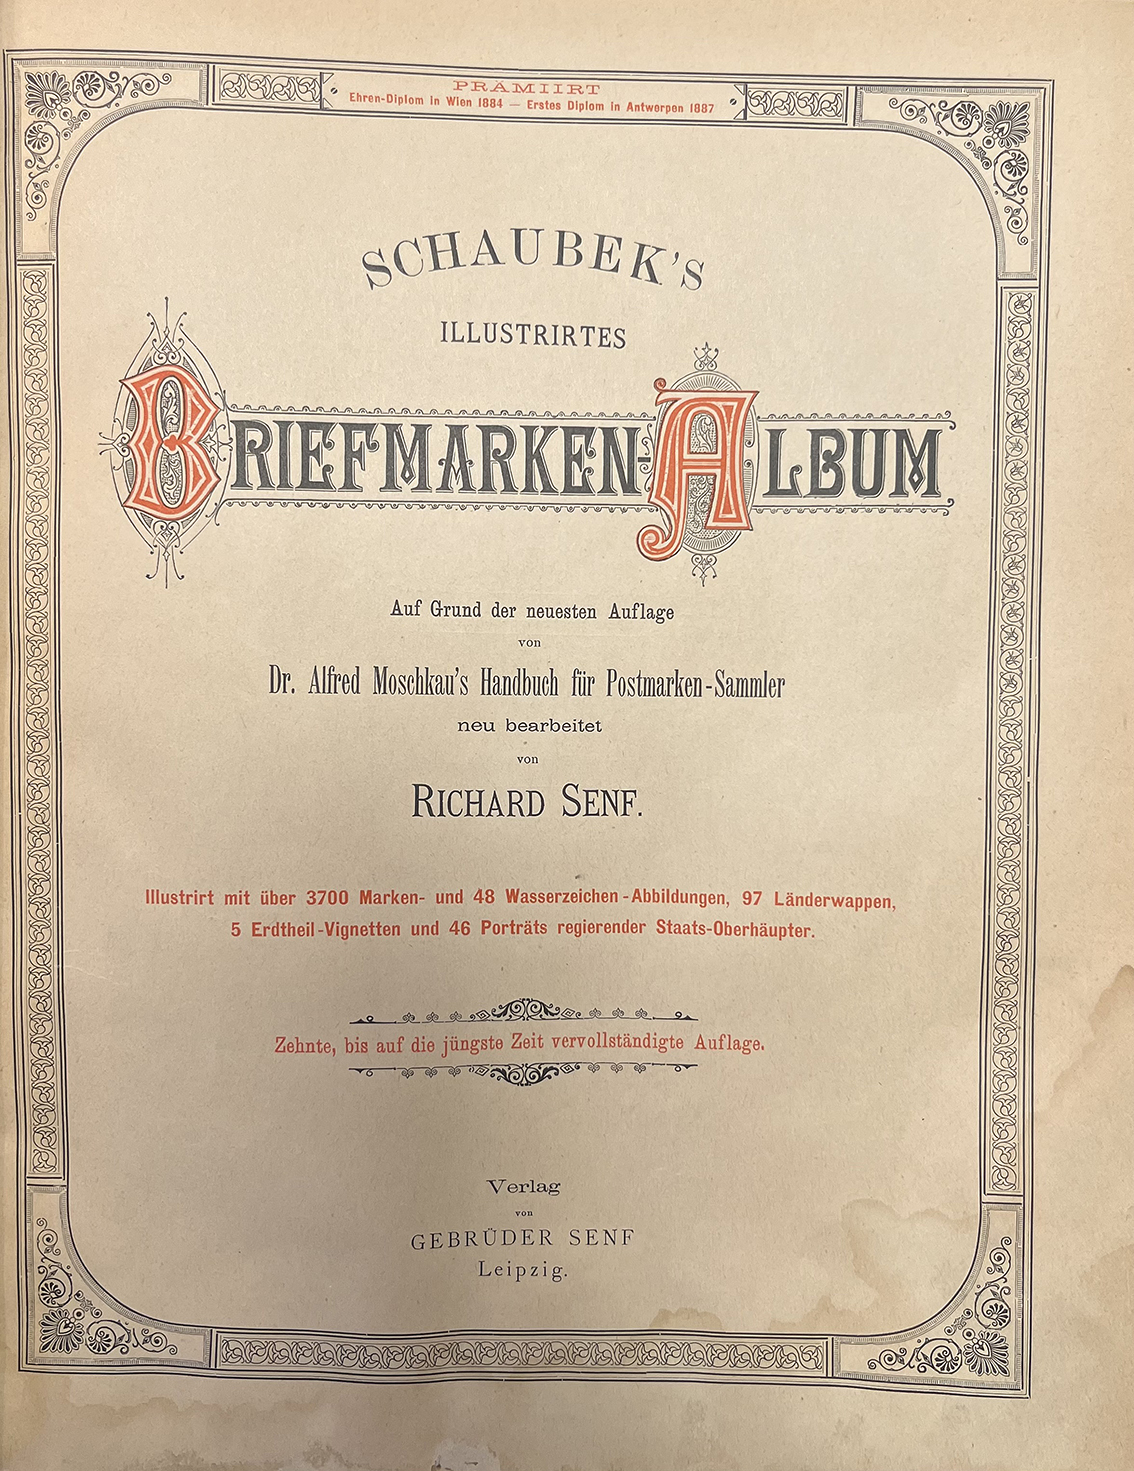 PRÄMIIRT
Ehren-Diplom in Wien 1884 — Erstes Diplom in Antwerpen 1887
SCHAUBEK'S
ILLUSTRIRTES
BRIEFMARKEN-ALBUM
Auf Grund der neuesten Auflage
von
Dr. Alfred Moschkau's Handbuch für Postmarken-Sammler
neu bearbeitet
von
RICHARD SENF.
Illustrirt mit über 3700 Marken- und 48 Wasserzeichen-Abbildungen, 97 Länderwappen,
5 Erdtheil-Vignetten und 46 Porträts regierender Staats-Oberhäupter.
Zehnte, bis auf die jüngste Zeit vervollständigte Auflage.
Verlag
von
GEBRÜDER SENF
Leipzig.